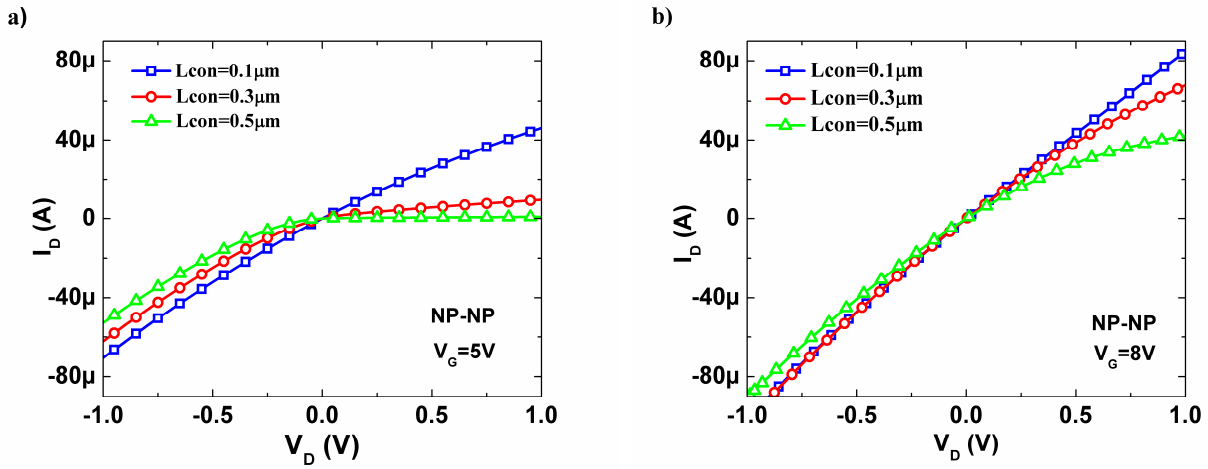 a)
80μ
40μ
0
-40μ
-80μ
I_D (A)
Lcon=0.1μm
Lcon=0.3μm
Lcon=0.5μm
NP-NP
V_G=5V
-1.0 -0.5 0.0 0.5 1.0
V_D (V)
b)
80μ
40μ
0
-40μ
-80μ
I_D (A)
Lcon=0.1μm
Lcon=0.3μm
Lcon=0.5μm
NP-NP
V_G=8V
-1.0 -0.5 0.0 0.5 1.0
V_D (V)